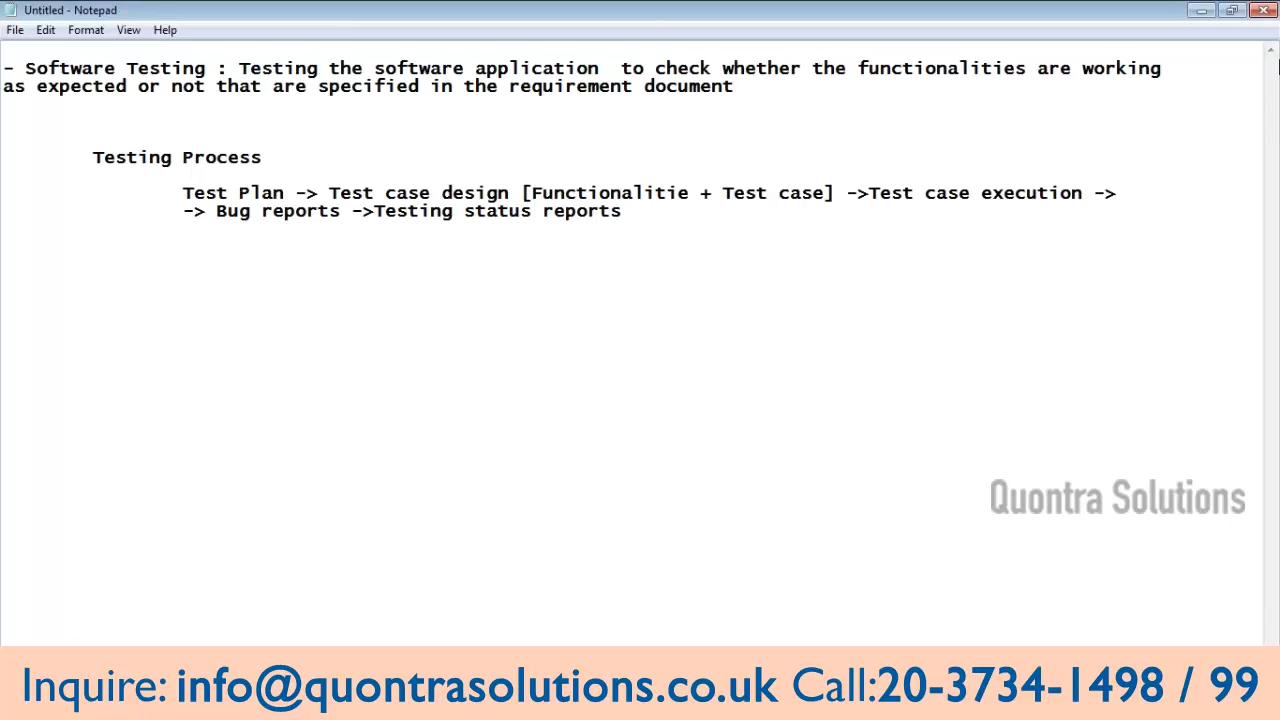 Untitled - Notepad
File Edit Format View Help
- Software Testing : Testing the software application  to check whether the functionalities are working
as expected or not that are specified in the requirement document
Testing Process
Test Plan -> Test case design [Functionalitie + Test case] ->Test case execution ->
-> Bug reports ->Testing status reports
Quontra Solutions
Inquire: info@quontrasolutions.co.uk Call:20-3734-1498 / 99